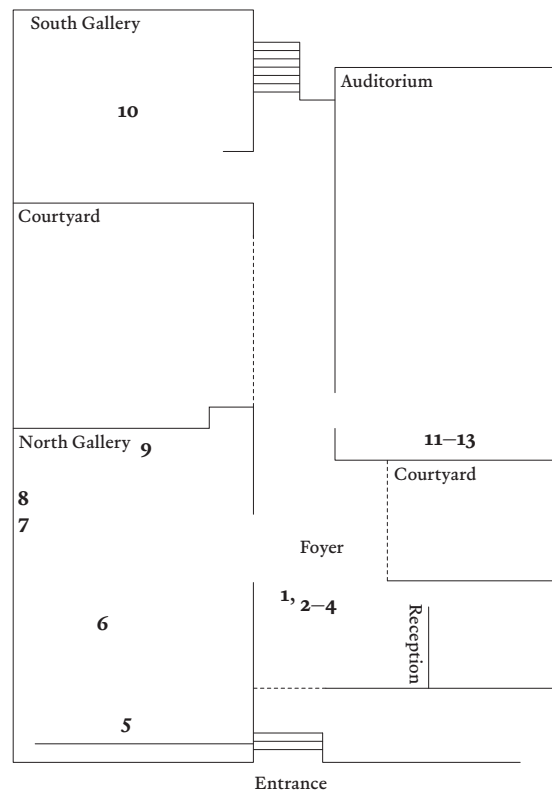 South Gallery
Auditorium
10
Courtyard
North Gallery
9
11–13
Courtyard
8
7
Foyer
1, 2–4
Reception
6
5
Entrance